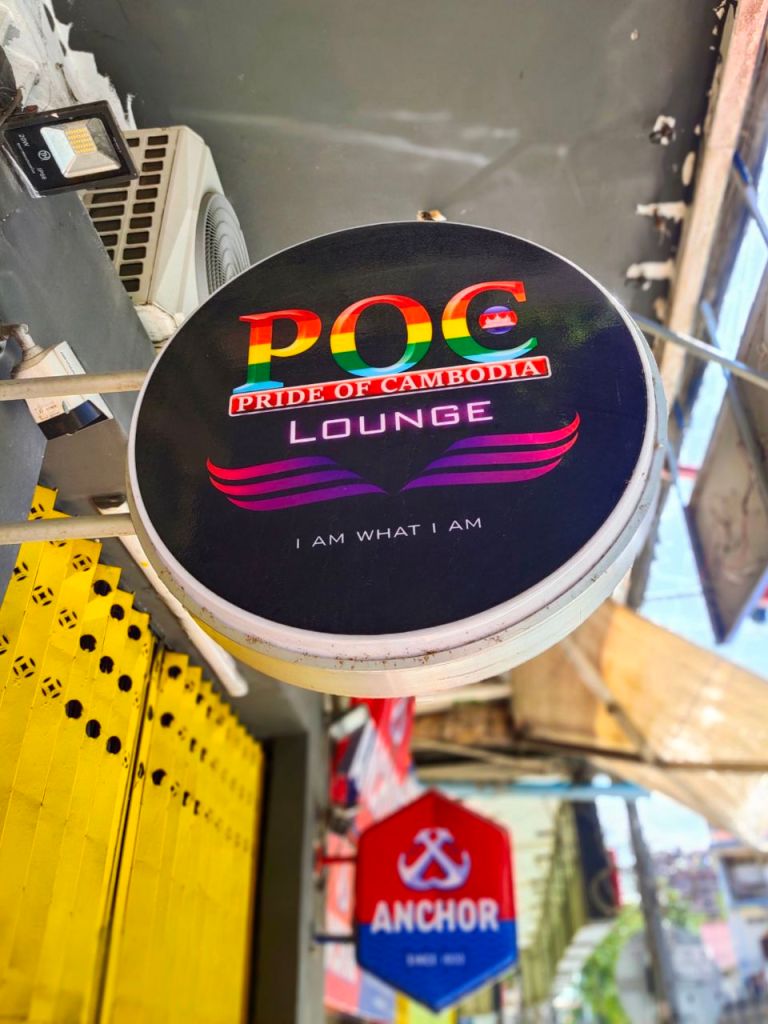 POC
PRIDE OF CAMBODIA
LOUNGE
I AM WHAT I AM
ANCHOR